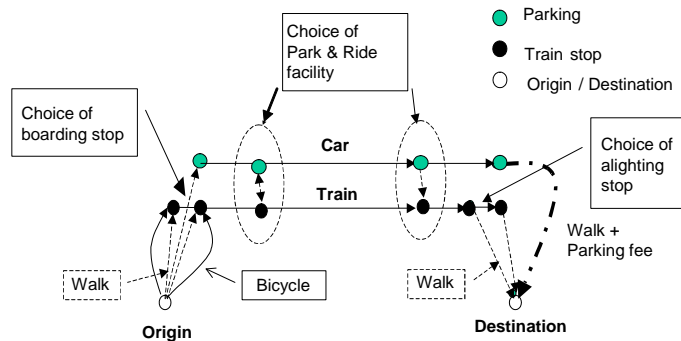 Parking
Train stop
Origin / Destination
Choice of
Park & Ride
facility
Choice of
boarding stop
Choice of
alighting
stop
Car
Train
Walk +
Parking fee
Walk
Bicycle
Walk
Origin
Destination